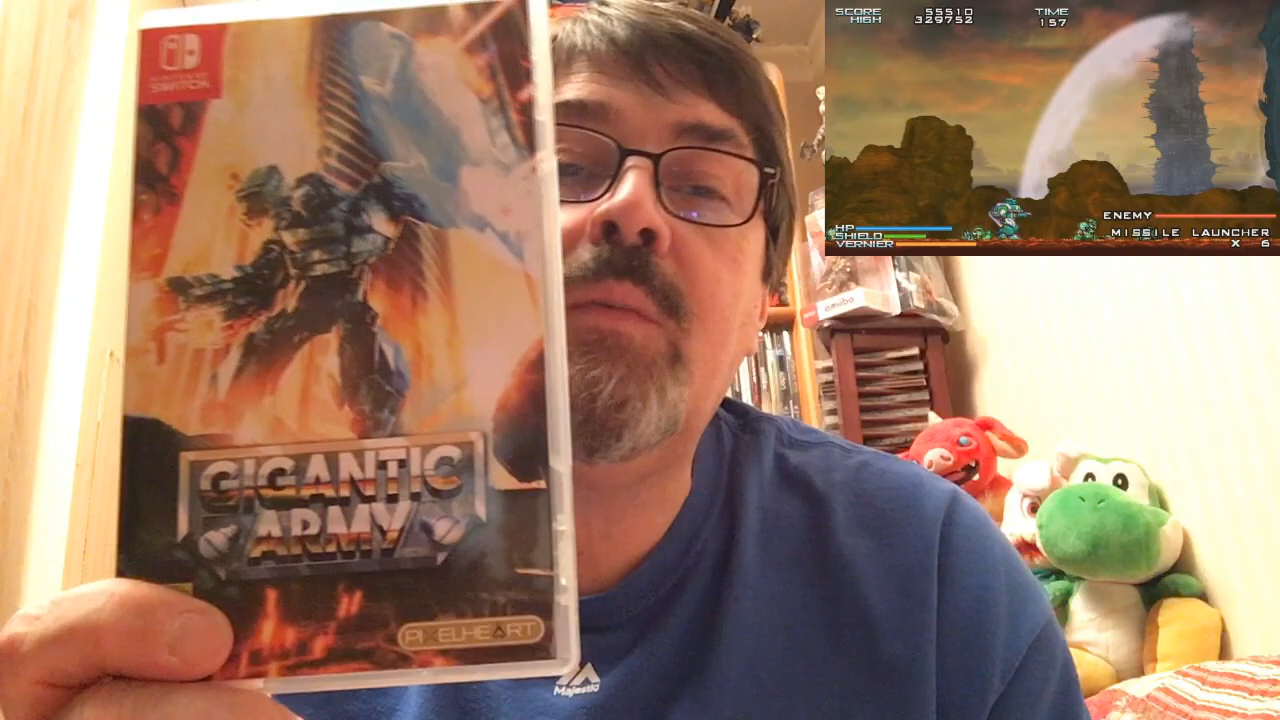 NINTENDO
SWITCH
GIGANTIC
ARMY
PIXELHEART
Majestic
amiibo
SCORE 55510
HIGH 329752
TIME
157
HP
SHIELD
VERNIER
ENEMY
MISSILE LAUNCHER
X 6